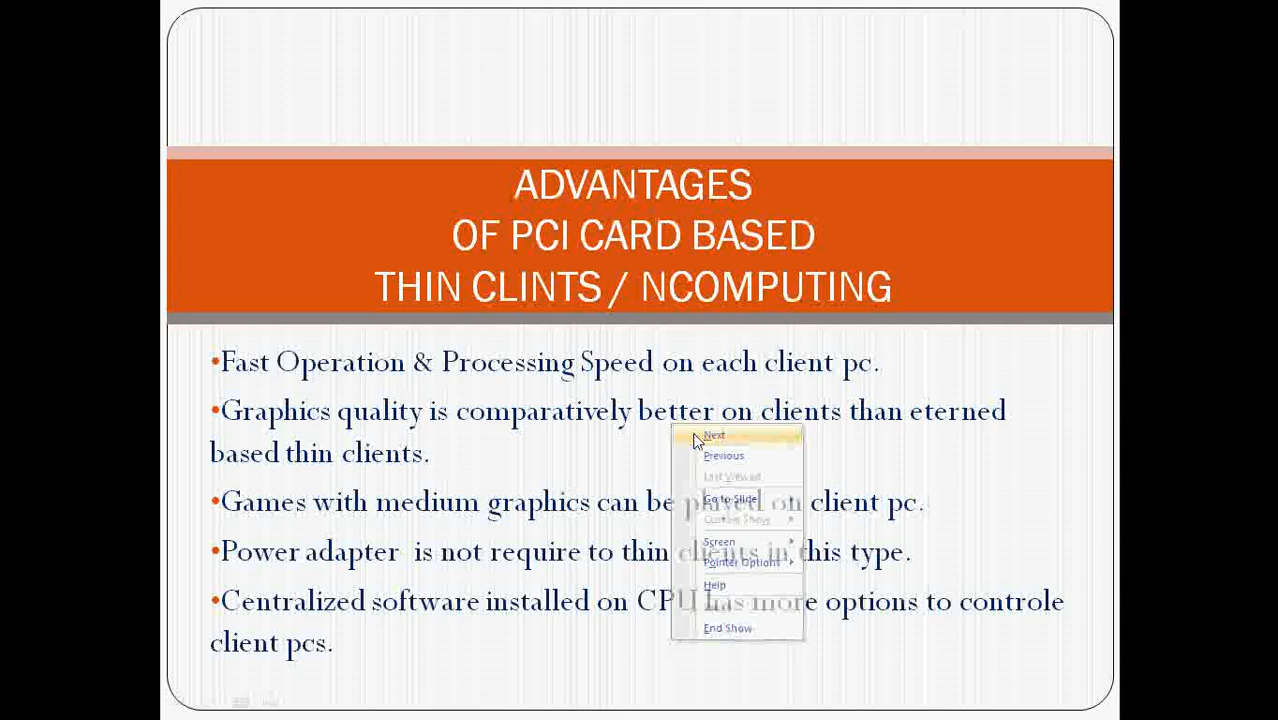 ADVANTAGES
OF PCI CARD BASED
THIN CLINTS / NCOMPUTING
•Fast Operation & Processing Speed on each client pc.
•Graphics quality is comparatively better on clients than eterned
based thin clients.
•Games with medium graphics can be played on client pc.
•Power adapter is not require to thin clients in this type.
•Centralized software installed on CPU has more options to controle
client pcs.
Next
Previous
Last Viewed
Go to Slide
Custom Show
Screen
Pointer Options
Help
End Show